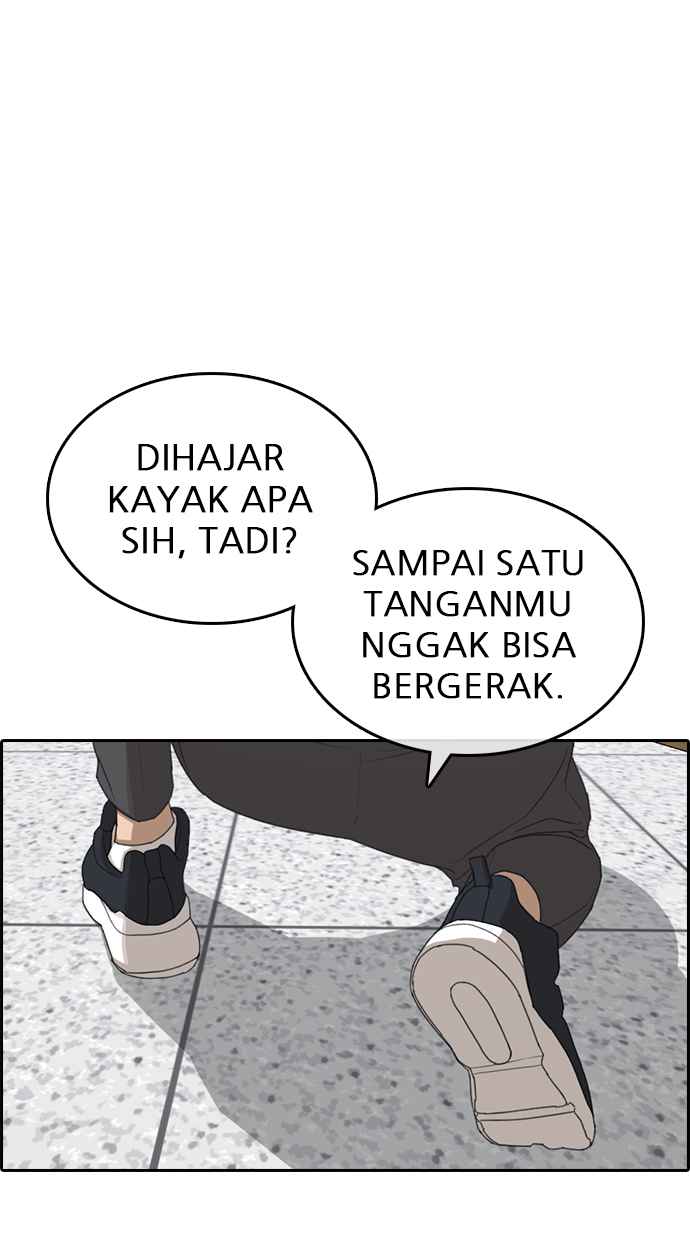 DIHAJAR
KAYAK APA
SIH, TADI?
SAMPAI SATU
TANGANMU
NGGAK BISA
BERGERAK.